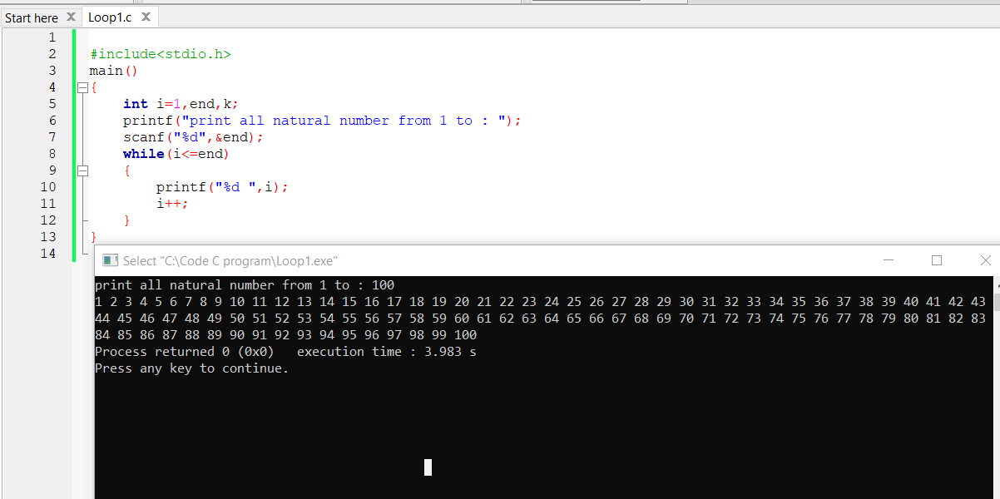 Start here X Loop1.c X
1
2 #include<stdio.h>
3 main()
4 {
5 int i=1,end,k;
6 printf("print all natural number from 1 to : ");
7 scanf("%d",&end);
8 while(i<=end)
9 {
10 printf("%d ",i);
11 i++;
12 }
13 }
14
Select "C:\Code C program\Loop1.exe"
print all natural number from 1 to : 100
1 2 3 4 5 6 7 8 9 10 11 12 13 14 15 16 17 18 19 20 21 22 23 24 25 26 27 28 29 30 31 32 33 34 35 36 37 38 39 40 41 42 43
44 45 46 47 48 49 50 51 52 53 54 55 56 57 58 59 60 61 62 63 64 65 66 67 68 69 70 71 72 73 74 75 76 77 78 79 80 81 82 83
84 85 86 87 88 89 90 91 92 93 94 95 96 97 98 99 100
Process returned 0 (0x0)   execution time : 3.983 s
Press any key to continue.